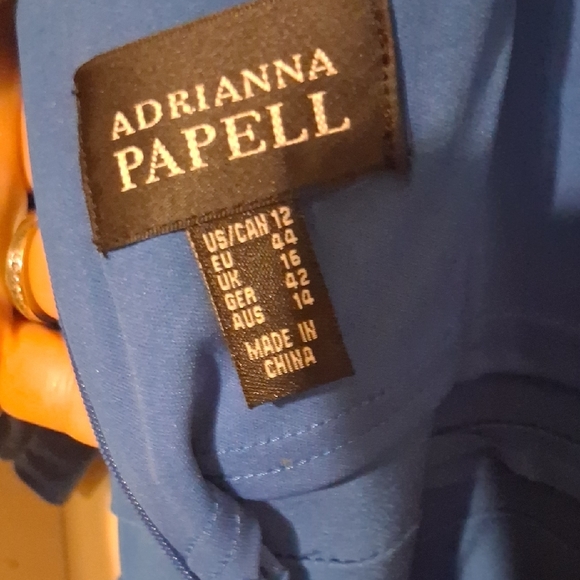 ADRIANNA
PAPELL
US/CAN 12
EU 44
UK 16
GER 42
AUS 14
MADE IN
CHINA